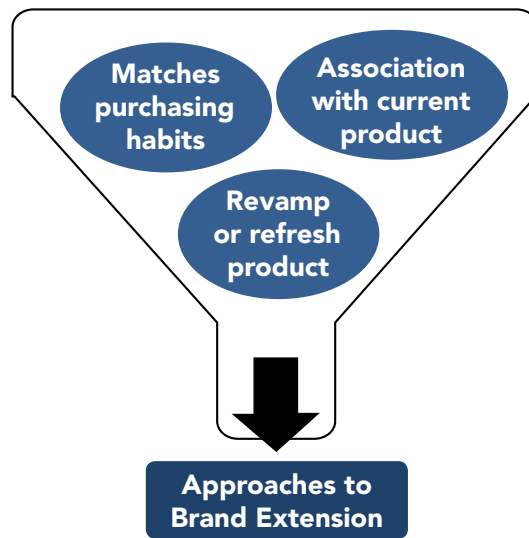 Matches
purchasing
habits
Association
with current
product
Revamp
or refresh
product
Approaches to
Brand Extension